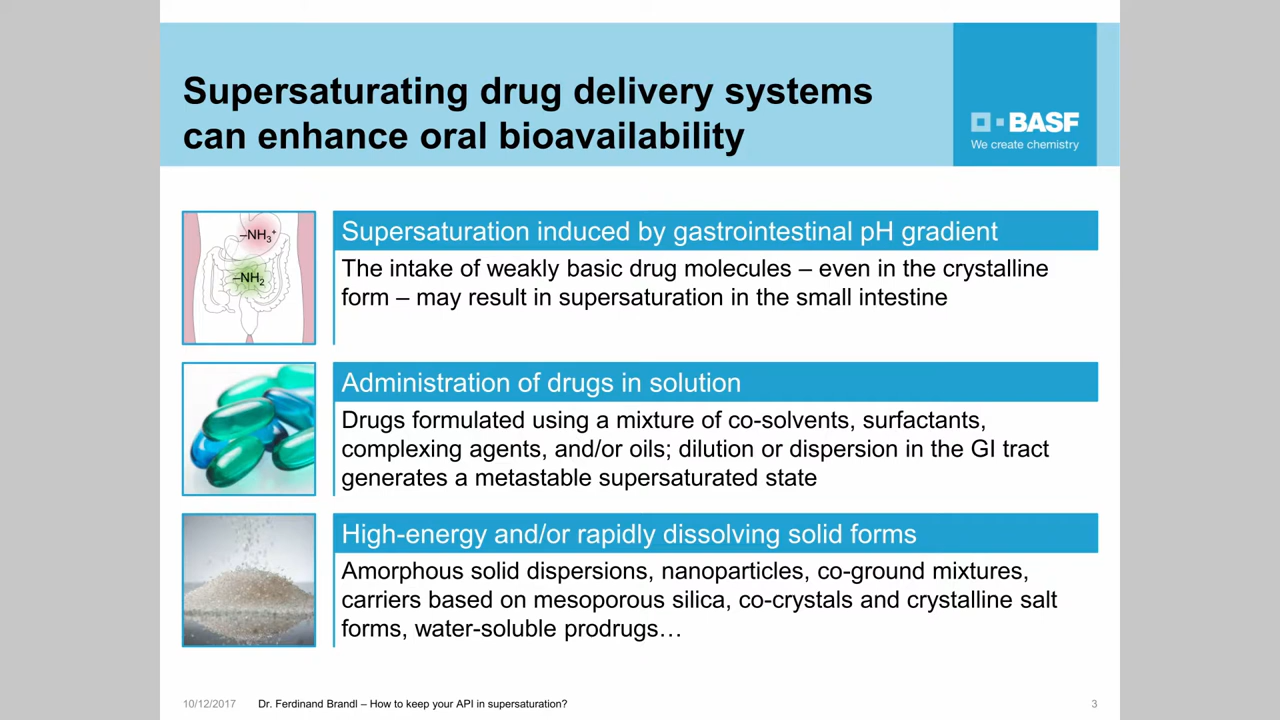 Supersaturating drug delivery systems
can enhance oral bioavailability
BASF
We create chemistry
–NH₃⁺
–NH₂
Supersaturation induced by gastrointestinal pH gradient
The intake of weakly basic drug molecules – even in the crystalline
form – may result in supersaturation in the small intestine
Administration of drugs in solution
Drugs formulated using a mixture of co-solvents, surfactants,
complexing agents, and/or oils; dilution or dispersion in the GI tract
generates a metastable supersaturated state
High-energy and/or rapidly dissolving solid forms
Amorphous solid dispersions, nanoparticles, co-ground mixtures,
carriers based on mesoporous silica, co-crystals and crystalline salt
forms, water-soluble prodrugs…
10/12/2017 Dr. Ferdinand Brandl – How to keep your API in supersaturation? 3